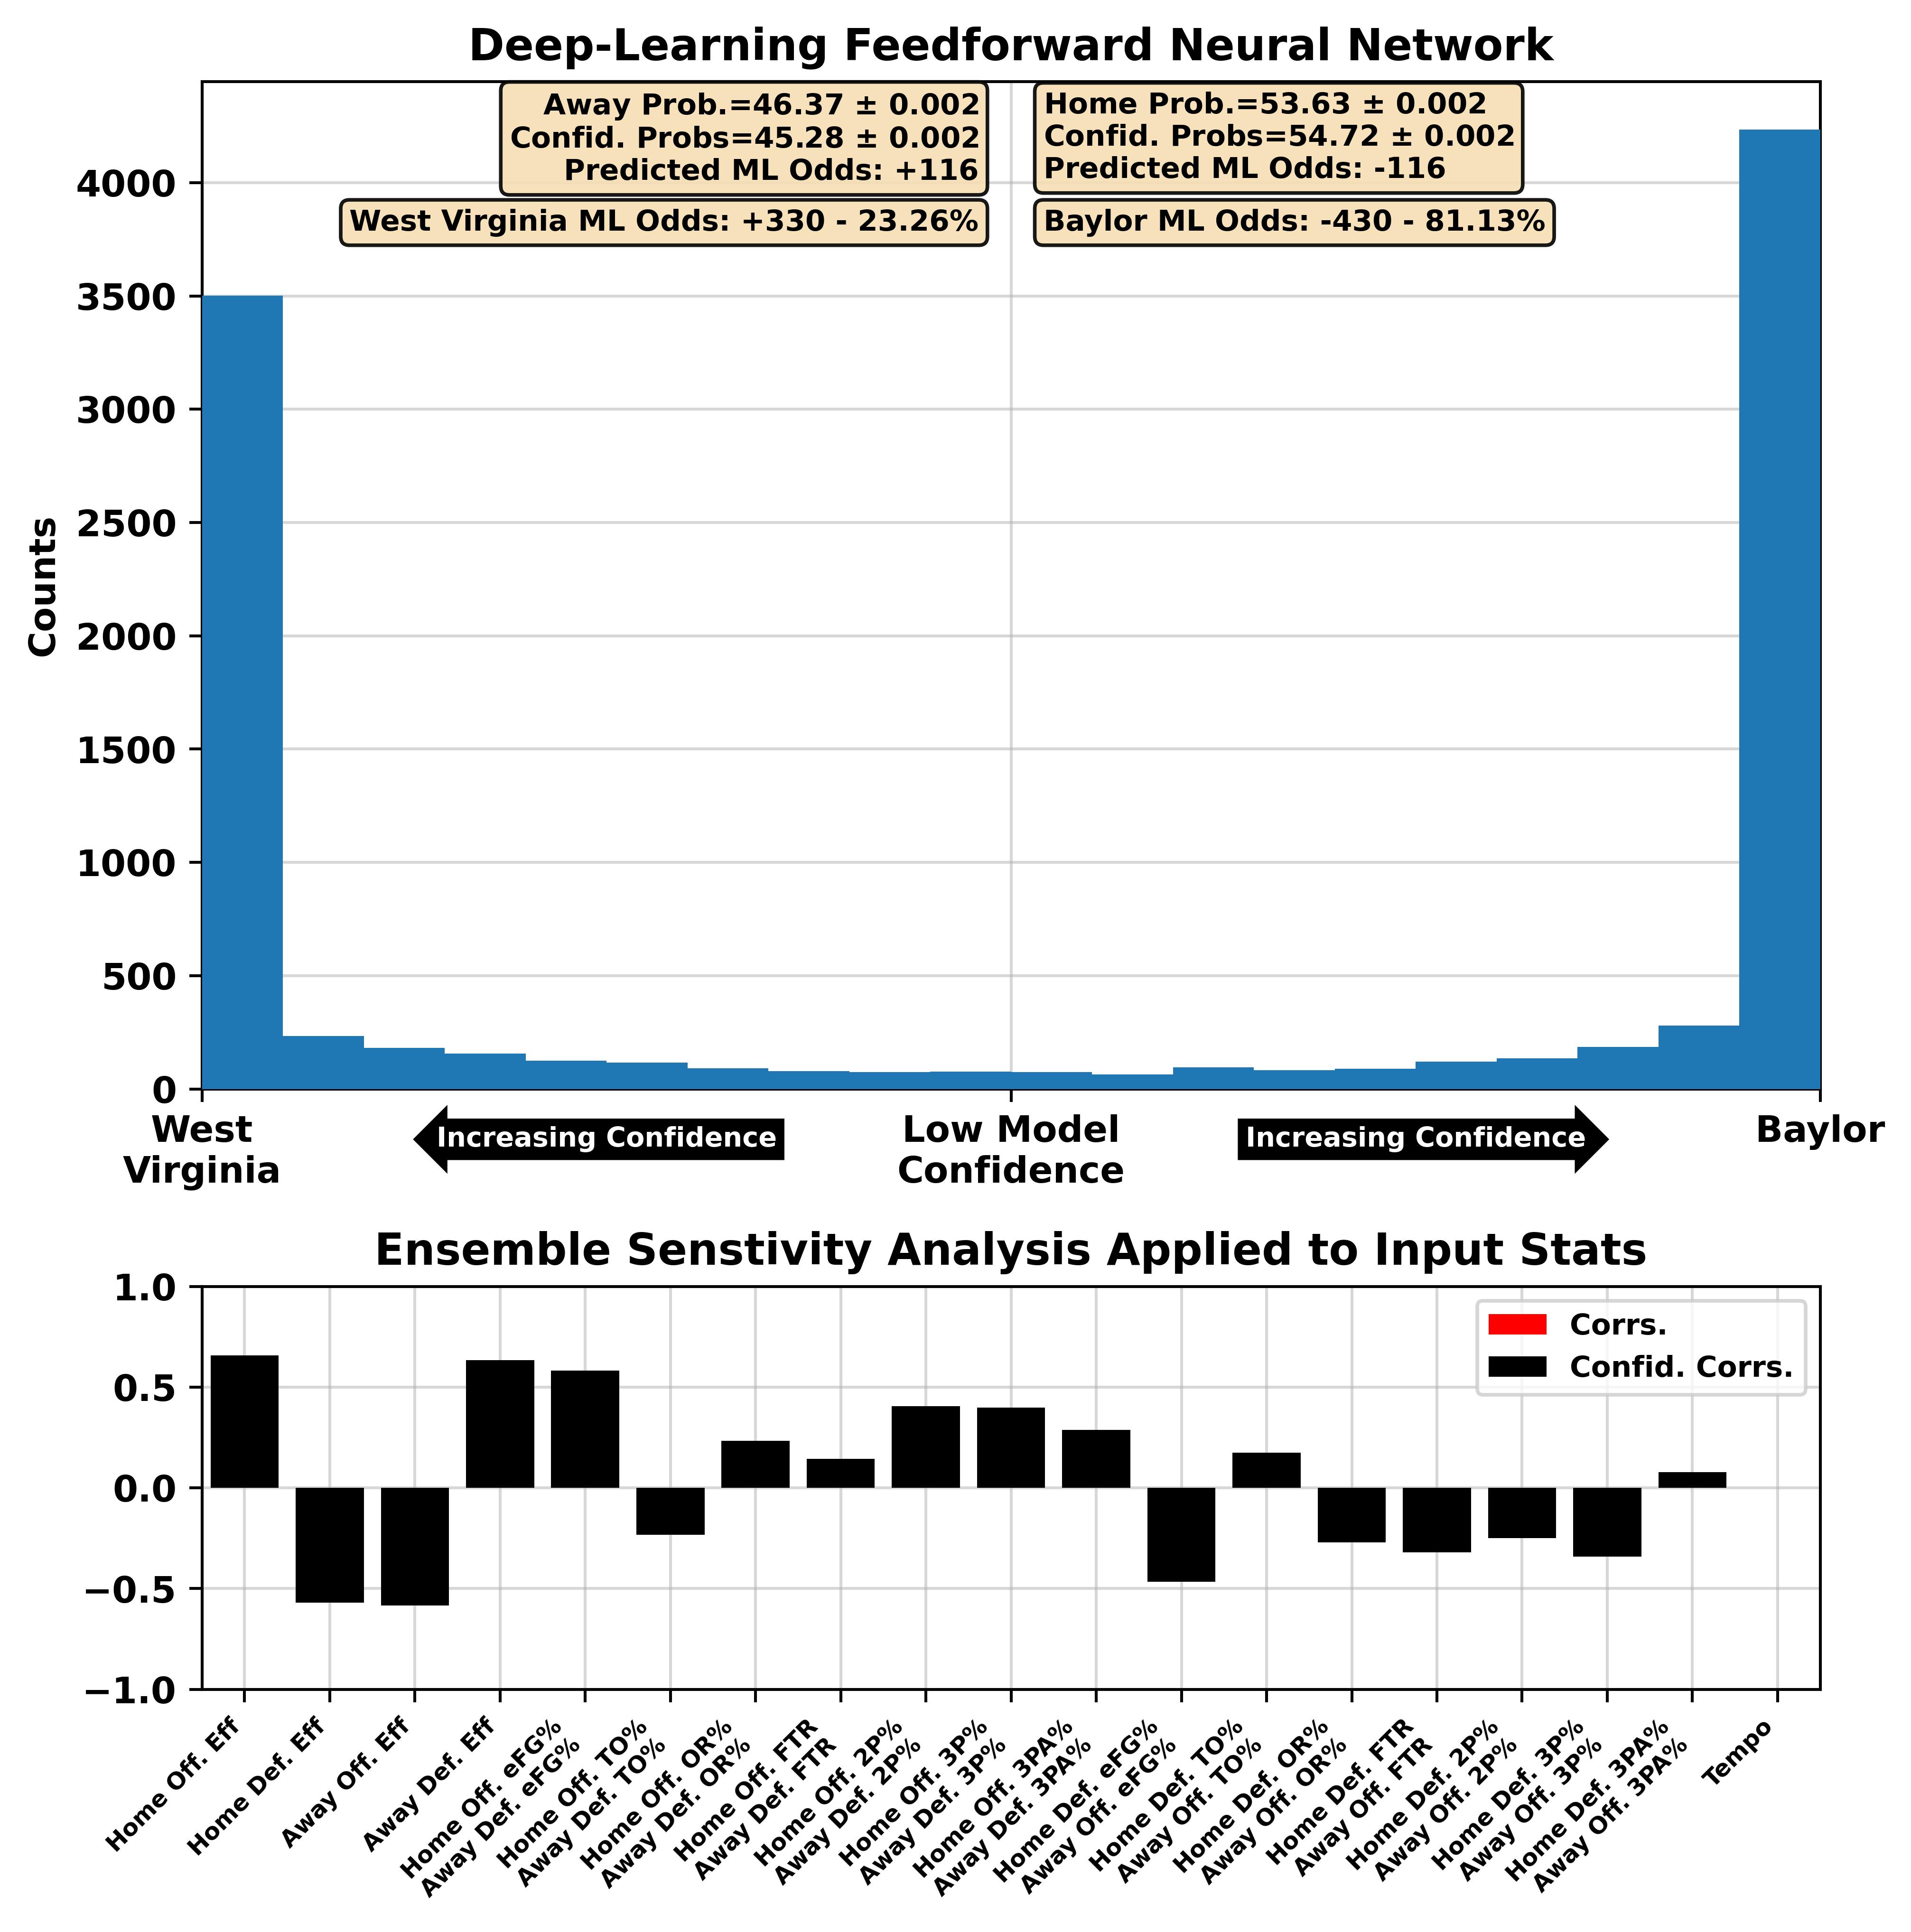 Deep-Learning Feedforward Neural Network
Away Prob.=46.37 ± 0.002
Confid. Probs=45.28 ± 0.002
Predicted ML Odds: +116
Home Prob.=53.63 ± 0.002
Confid. Probs=54.72 ± 0.002
Predicted ML Odds: -116
West Virginia ML Odds: +330 - 23.26%
Baylor ML Odds: -430 - 81.13%
Counts
4000
3500
3000
2500
2000
1500
1000
500
0
West
Virginia
Increasing Confidence
Low Model
Confidence
Increasing Confidence
Baylor
Ensemble Senstivity Analysis Applied to Input Stats
1.0
0.5
0.0
−0.5
−1.0
Corrs.
Confid. Corrs.
Home Off. Eff
Home Def. Eff
Away Off. Eff
Away Def. Eff
Home Off. eFG%
Away Def. eFG%
Home Off. TO%
Away Def. TO%
Home Off. OR%
Away Def. OR%
Home Off. FTR
Away Def. FTR
Home Off. 2P%
Away Def. 2P%
Home Off. 3P%
Away Def. 3P%
Home Off. 3PA%
Away Def. 3PA%
Home Def. eFG%
Away Off. eFG%
Home Def. TO%
Away Off. TO%
Home Def. OR%
Away Off. OR%
Home Def. FTR
Away Off. FTR
Home Def. 2P%
Away Off. 2P%
Home Def. 3P%
Away Off. 3P%
Home Def. 3PA%
Away Off. 3PA%
Tempo